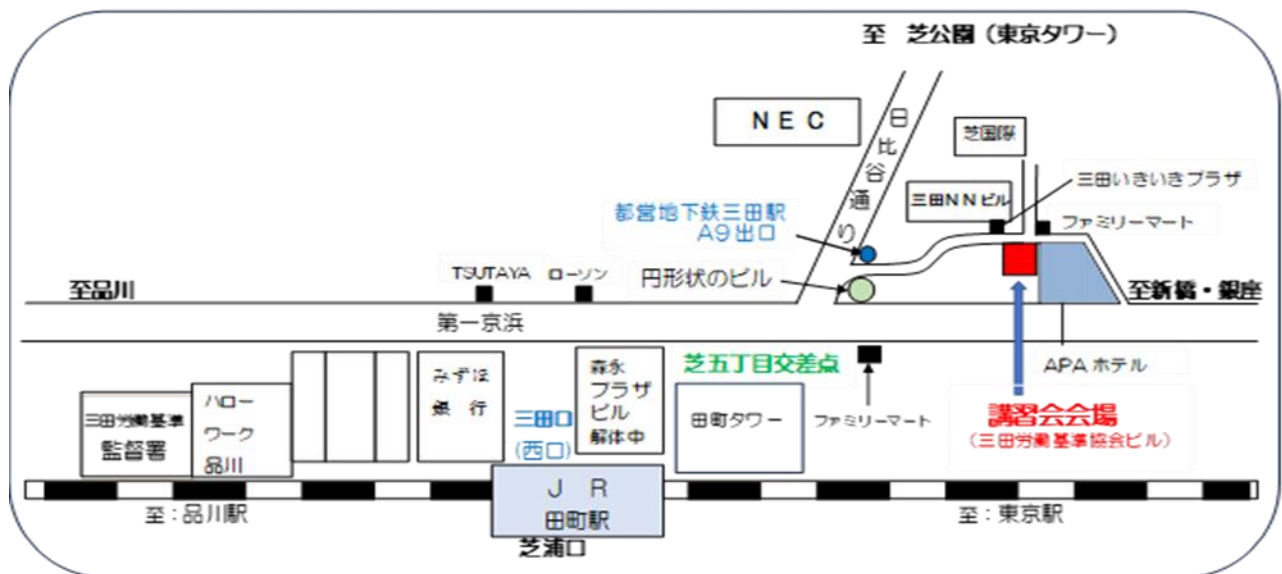 至 芝公園（東京タワー）
NEC
日比谷通り
芝国際
三田いきいきプラザ
三田NNビル
ファミリーマート
都営地下鉄三田駅
A9出口
TSUTAYA
ローソン
円形状のビル
至品川
至新橋・銀座
第一京浜
芝五丁目交差点
APAホテル
みずほ
銀行
森永
プラザ
ビル
解体中
田町タワー
ファミリーマート
講習会会場
（三田労働基準協会ビル）
三田労働基準
監督署
ハロー
ワーク
品川
三田口
(西口)
JR
田町駅
芝浦口
至：品川駅
至：東京駅